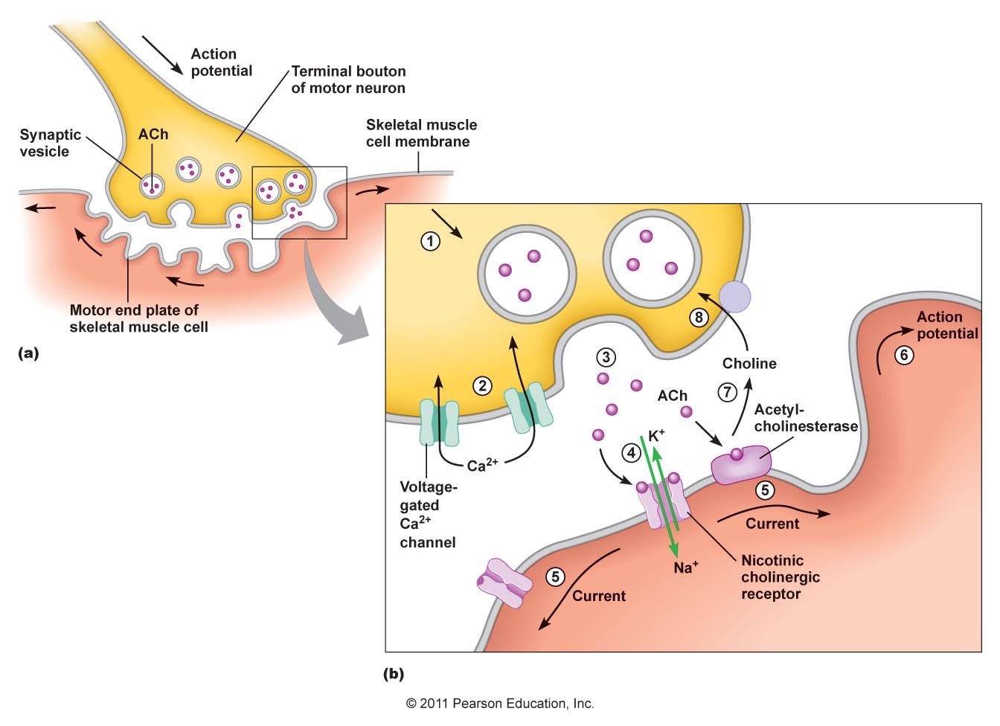 Action
potential
Terminal bouton
of motor neuron
Skeletal muscle
cell membrane
Synaptic
vesicle
ACh
Motor end plate of
skeletal muscle cell
(a)
1
2
3
8
Choline
7
ACh
Acetyl-
cholinesterase
Action
potential
6
4
K⁺
Ca²⁺
Voltage-
gated
Ca²⁺
channel
5
Current
Na⁺
Nicotinic
cholinergic
receptor
5
Current
(b)
© 2011 Pearson Education, Inc.